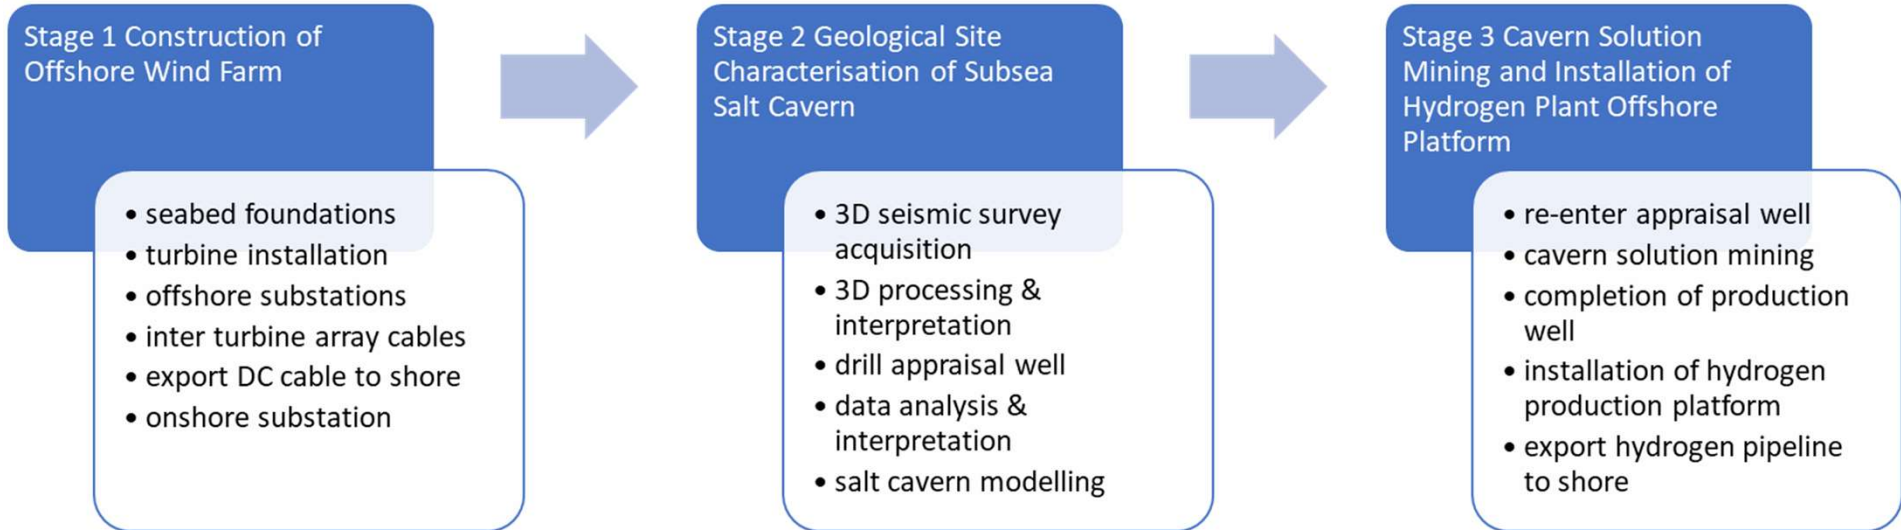 Stage 1 Construction of
Offshore Wind Farm
• seabed foundations
• turbine installation
• offshore substations
• inter turbine array cables
• export DC cable to shore
• onshore substation
Stage 2 Geological Site
Characterisation of Subsea
Salt Cavern
• 3D seismic survey
acquisition
• 3D processing &
interpretation
• drill appraisal well
• data analysis &
interpretation
• salt cavern modelling
Stage 3 Cavern Solution
Mining and Installation of
Hydrogen Plant Offshore
Platform
• re-enter appraisal well
• cavern solution mining
• completion of production
well
• installation of hydrogen
production platform
• export hydrogen pipeline
to shore